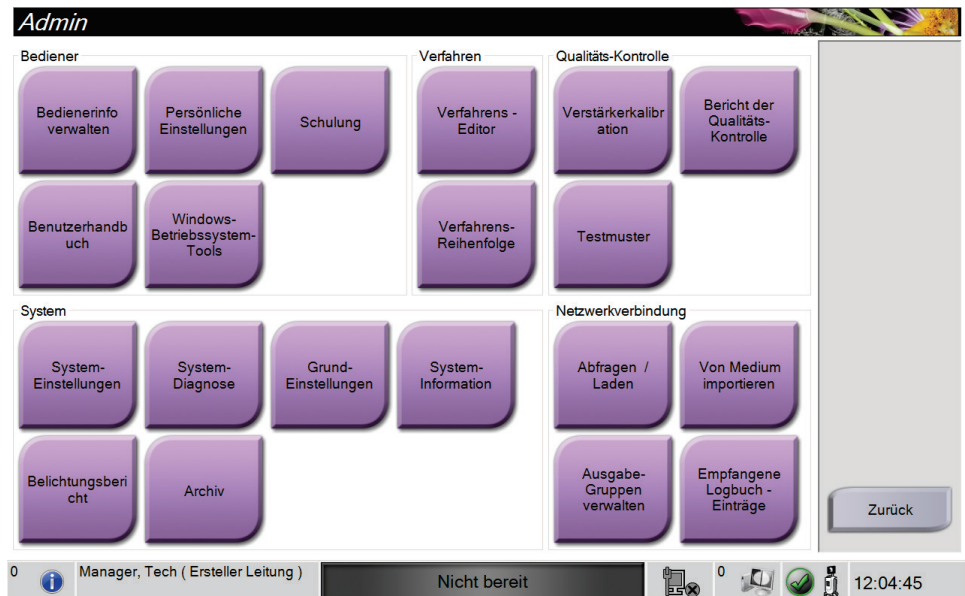 Admin
Bediener
Bedienerinfo
verwalten
Persönliche
Einstellungen
Schulung
Benutzerhandb
uch
Windows-
Betriebssystem-
Tools
Verfahren
Verfahrens -
Editor
Verfahrens-
Reihenfolge
Qualitäts-Kontrolle
Verstärkerkalibr
ation
Bericht der
Qualitäts-
Kontrolle
Testmuster
System
System-
Einstellungen
System-
Diagnose
Grund-
Einstellungen
System-
Information
Belichtungsberi
cht
Archiv
Netzwerkverbindung
Abfragen /
Laden
Von Medium
importieren
Ausgabe-
Gruppen
verwalten
Empfangene
Logbuch -
Einträge
Zurück
0
Manager, Tech ( Ersteller Leitung )
Nicht bereit
0
12:04:45